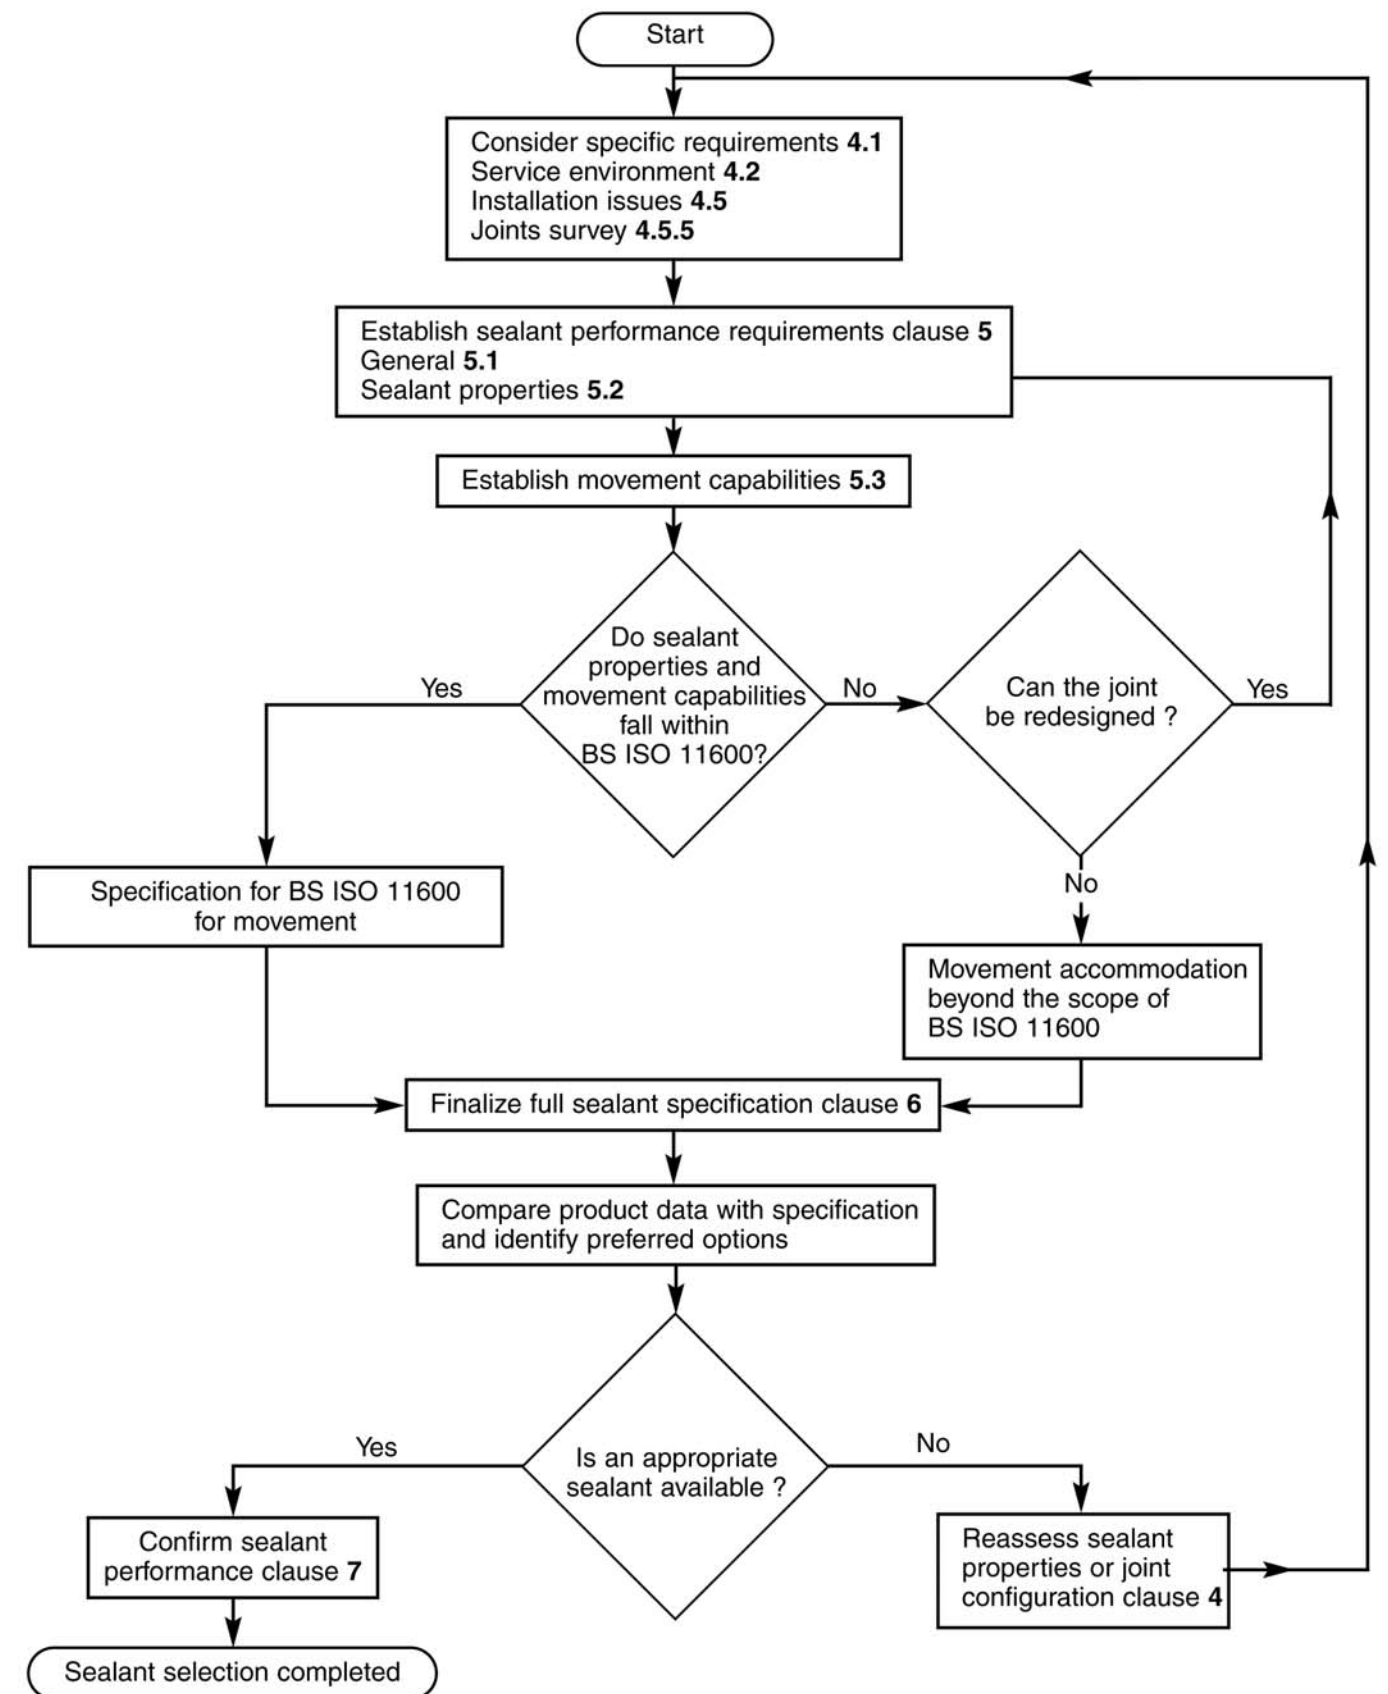 Start
Consider specific requirements 4.1
Service environment 4.2
Installation issues 4.5
Joints survey 4.5.5
Establish sealant performance requirements clause 5
General 5.1
Sealant properties 5.2
Establish movement capabilities 5.3
Do sealant
properties and
movement capabilities
fall within
BS ISO 11600?
Yes
No
Can the joint
be redesigned ?
Yes
No
Specification for BS ISO 11600
for movement
Movement accommodation
beyond the scope of
BS ISO 11600
Finalize full sealant specification clause 6
Compare product data with specification
and identify preferred options
Is an appropriate
sealant available ?
Yes
No
Confirm sealant
performance clause 7
Reassess sealant
properties or joint
configuration clause 4
Sealant selection completed